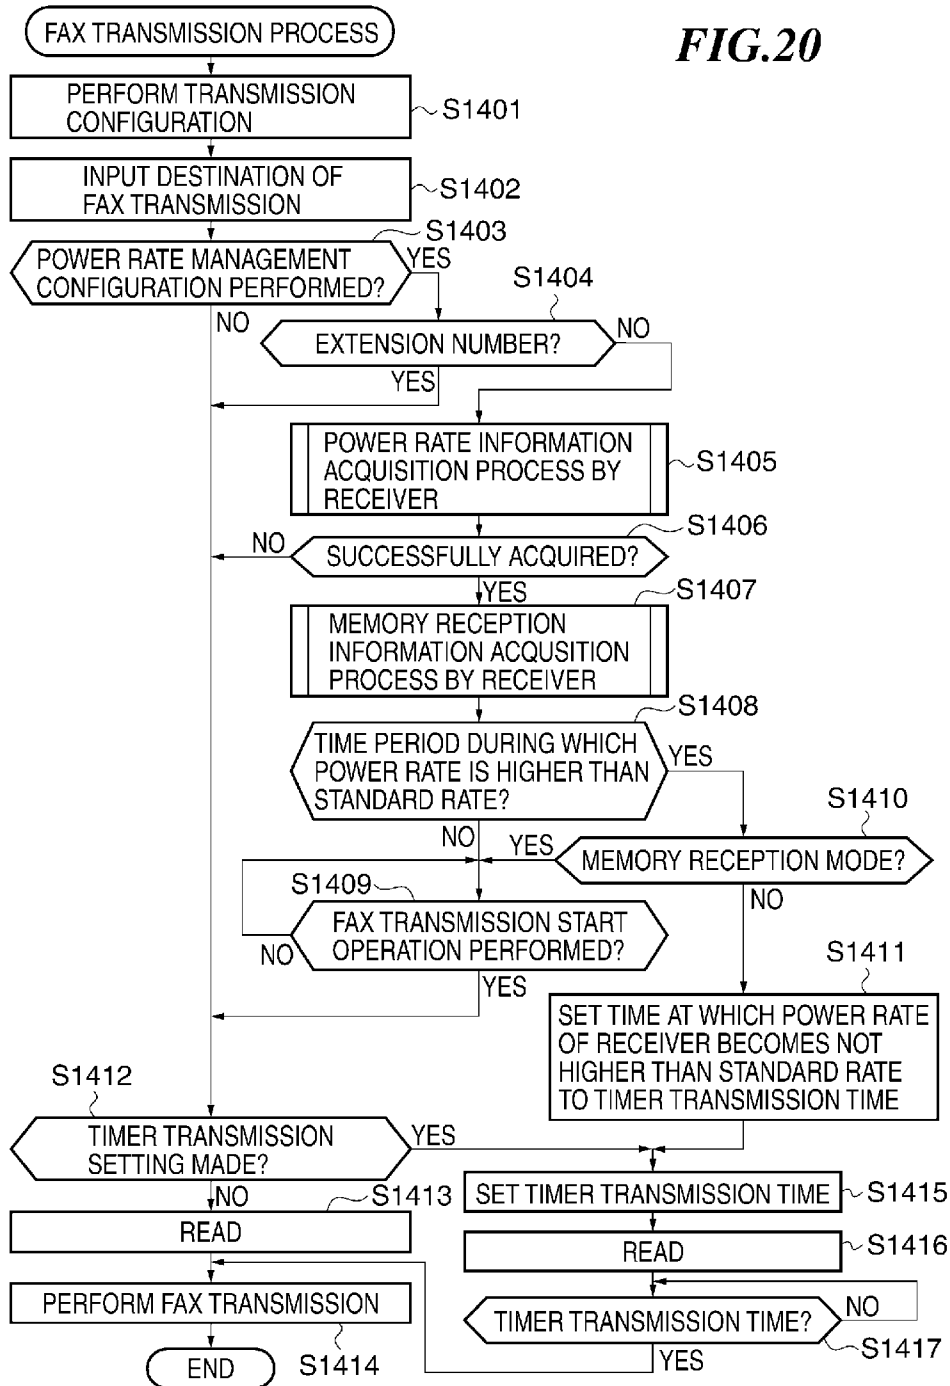 FAX TRANSMISSION PROCESS
FIG.20
PERFORM TRANSMISSION
CONFIGURATION
S1401
INPUT DESTINATION OF
FAX TRANSMISSION
S1402
S1403
POWER RATE MANAGEMENT
CONFIGURATION PERFORMED?
YES
NO
S1404
EXTENSION NUMBER?
NO
YES
POWER RATE INFORMATION
ACQUISITION PROCESS BY
RECEIVER
S1405
S1406
NO
SUCCESSFULLY ACQUIRED?
YES
S1407
MEMORY RECEPTION
INFORMATION ACQUSITION
PROCESS BY RECEIVER
S1408
TIME PERIOD DURING WHICH
POWER RATE IS HIGHER THAN
STANDARD RATE?
YES
NO
S1410
YES
MEMORY RECEPTION MODE?
NO
S1409
FAX TRANSMISSION START
OPERATION PERFORMED?
NO
YES
S1411
SET TIME AT WHICH POWER RATE
OF RECEIVER BECOMES NOT
HIGHER THAN STANDARD RATE
TO TIMER TRANSMISSION TIME
S1412
TIMER TRANSMISSION
SETTING MADE?
YES
NO
S1413
READ
SET TIMER TRANSMISSION TIME
S1415
READ
S1416
PERFORM FAX TRANSMISSION
S1414
TIMER TRANSMISSION TIME?
NO
S1417
YES
END